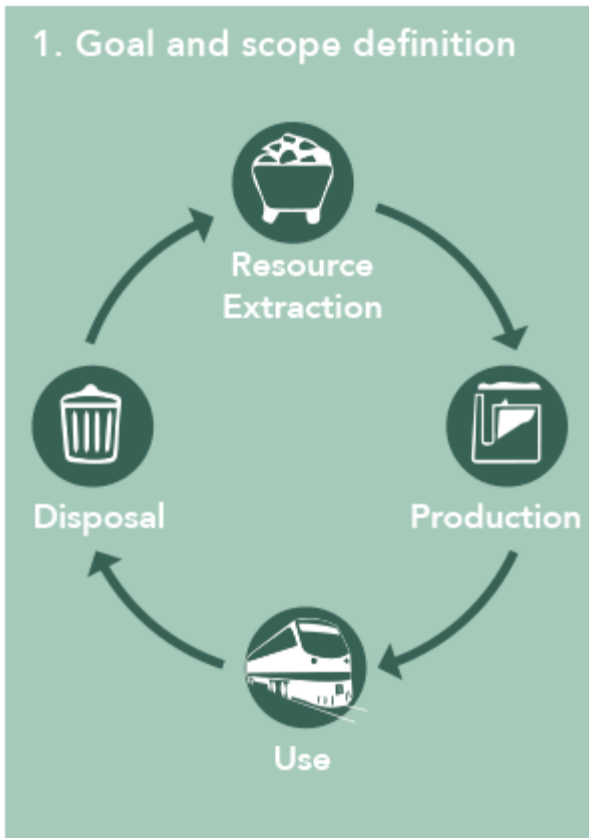 1. Goal and scope definition
Resource
Extraction
Disposal
Production
Use